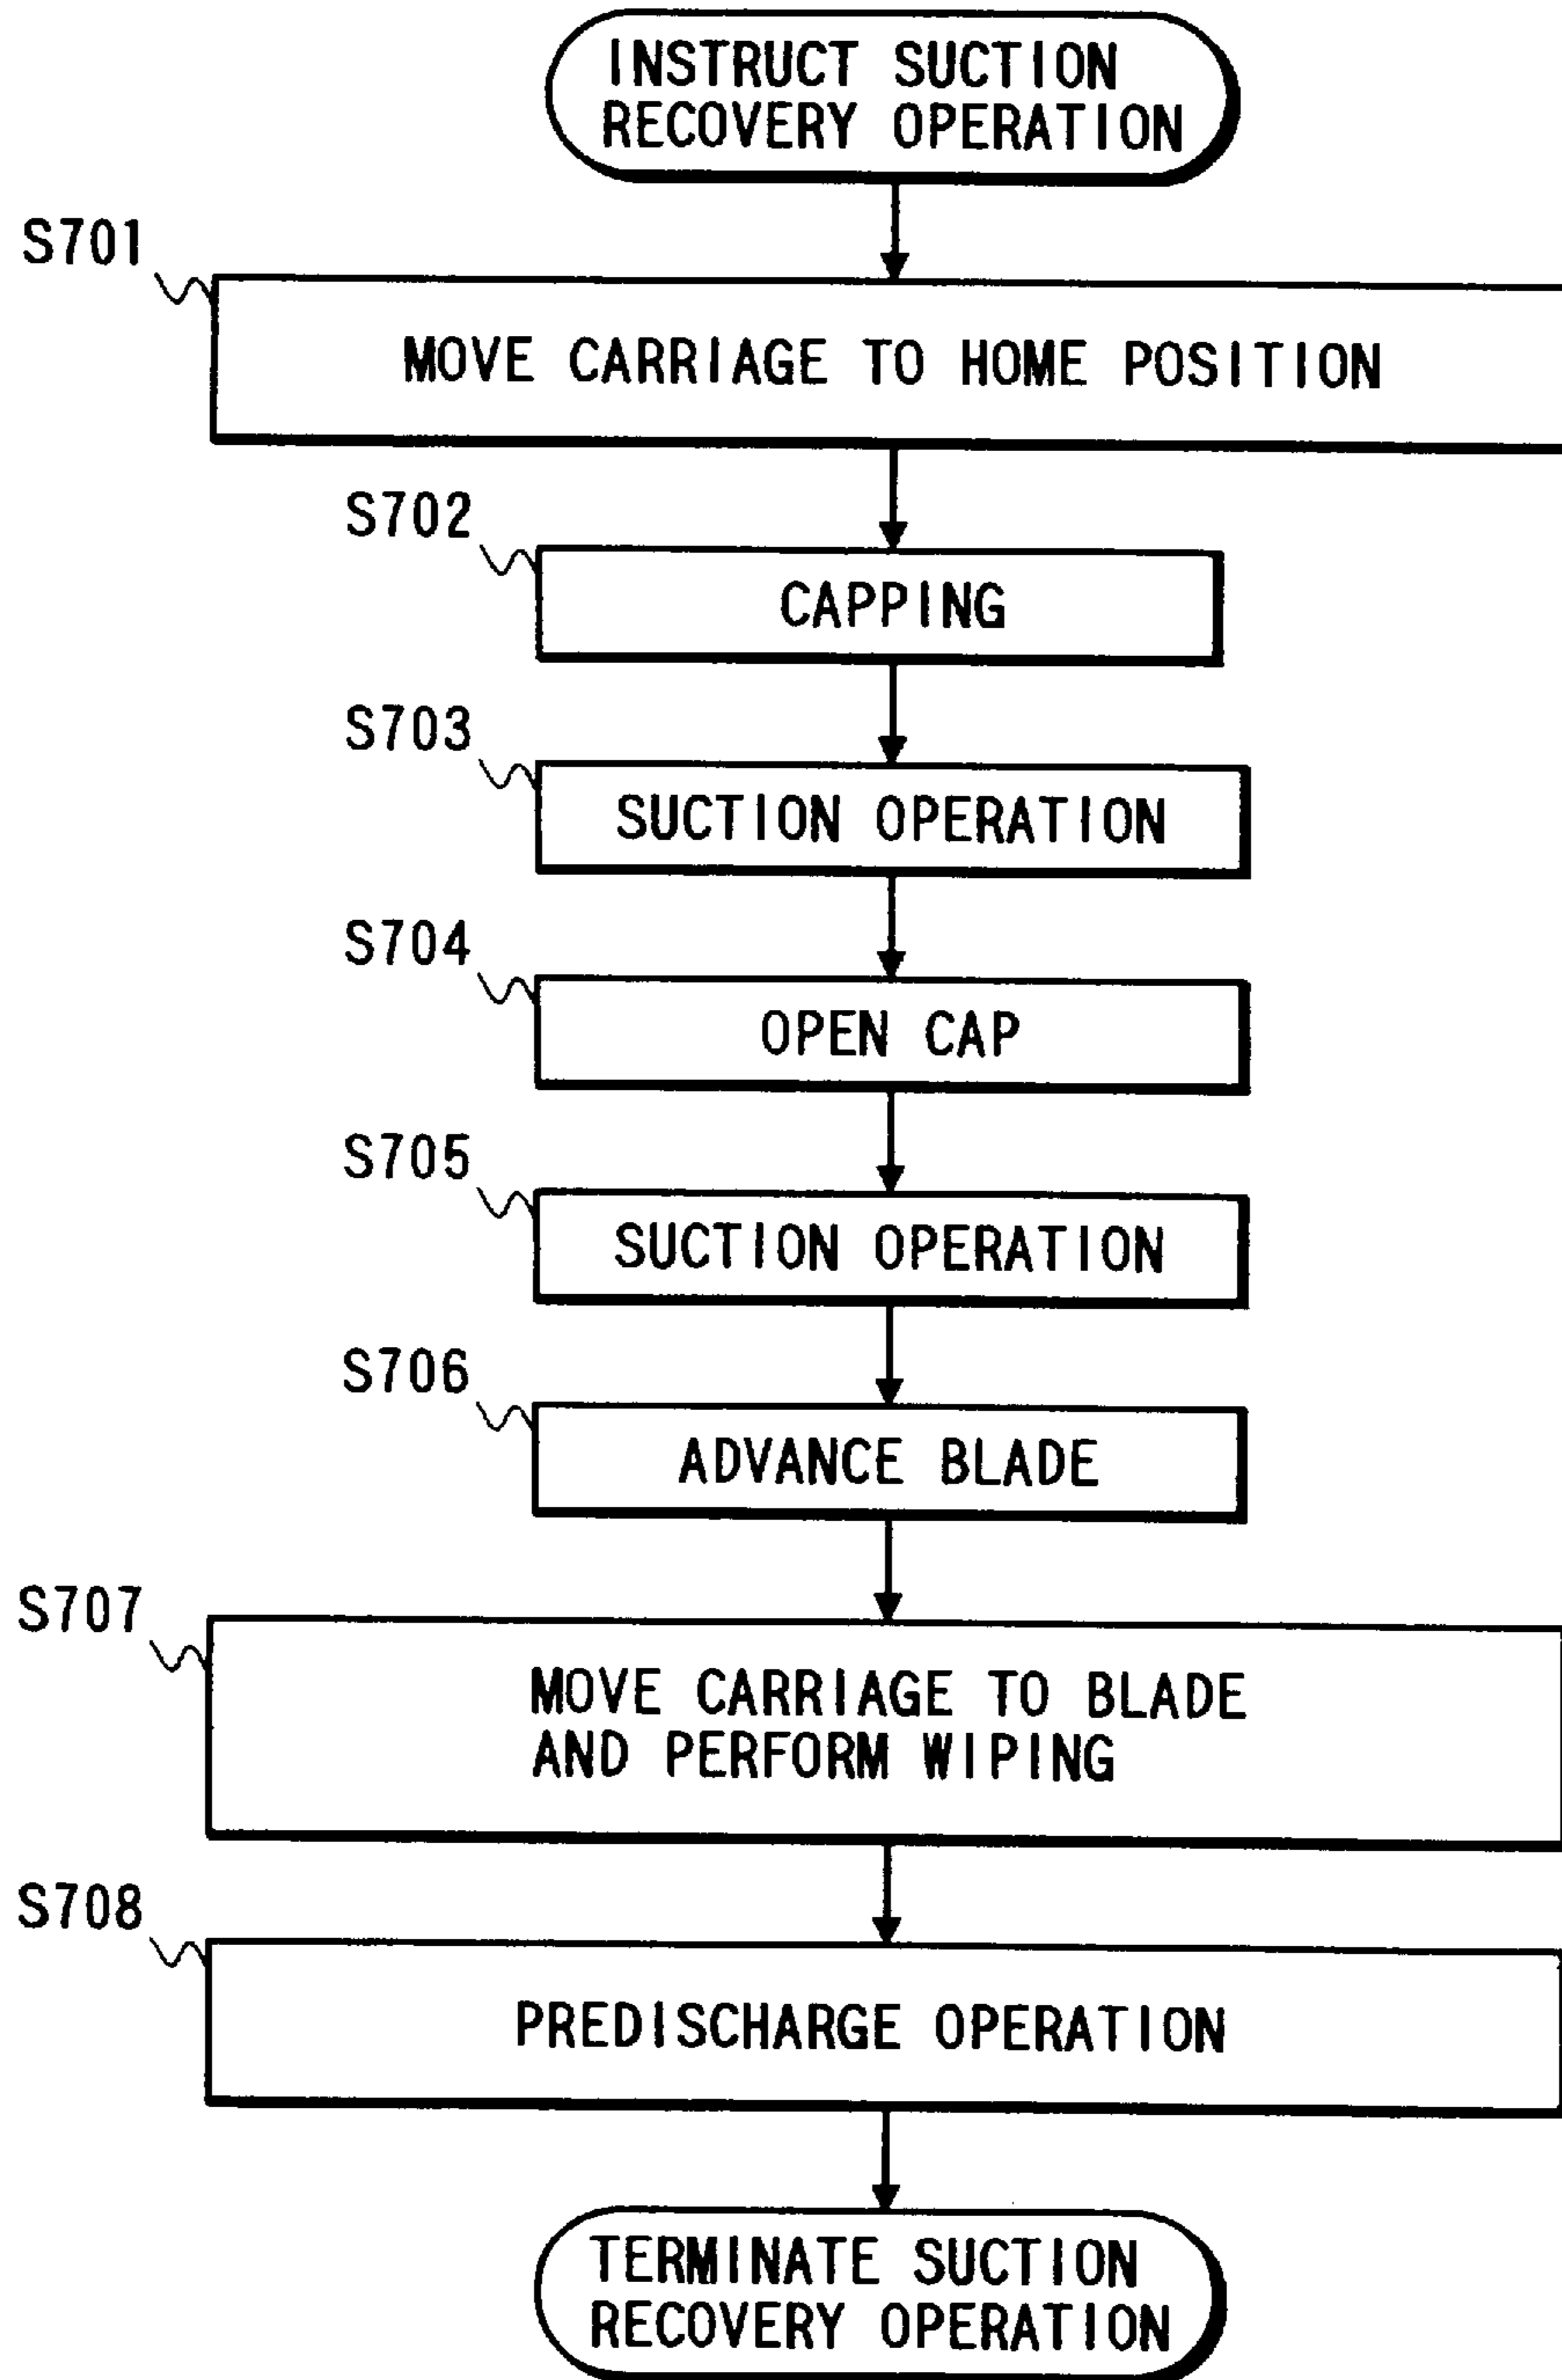 INSTRUCT SUCTION
RECOVERY OPERATION
S701
MOVE CARRIAGE TO HOME POSITION
S702
CAPPING
S703
SUCTION OPERATION
S704
OPEN CAP
S705
SUCTION OPERATION
S706
ADVANCE BLADE
S707
MOVE CARRIAGE TO BLADE
AND PERFORM WIPING
S708
PREDISCHARGE OPERATION
TERMINATE SUCTION
RECOVERY OPERATION